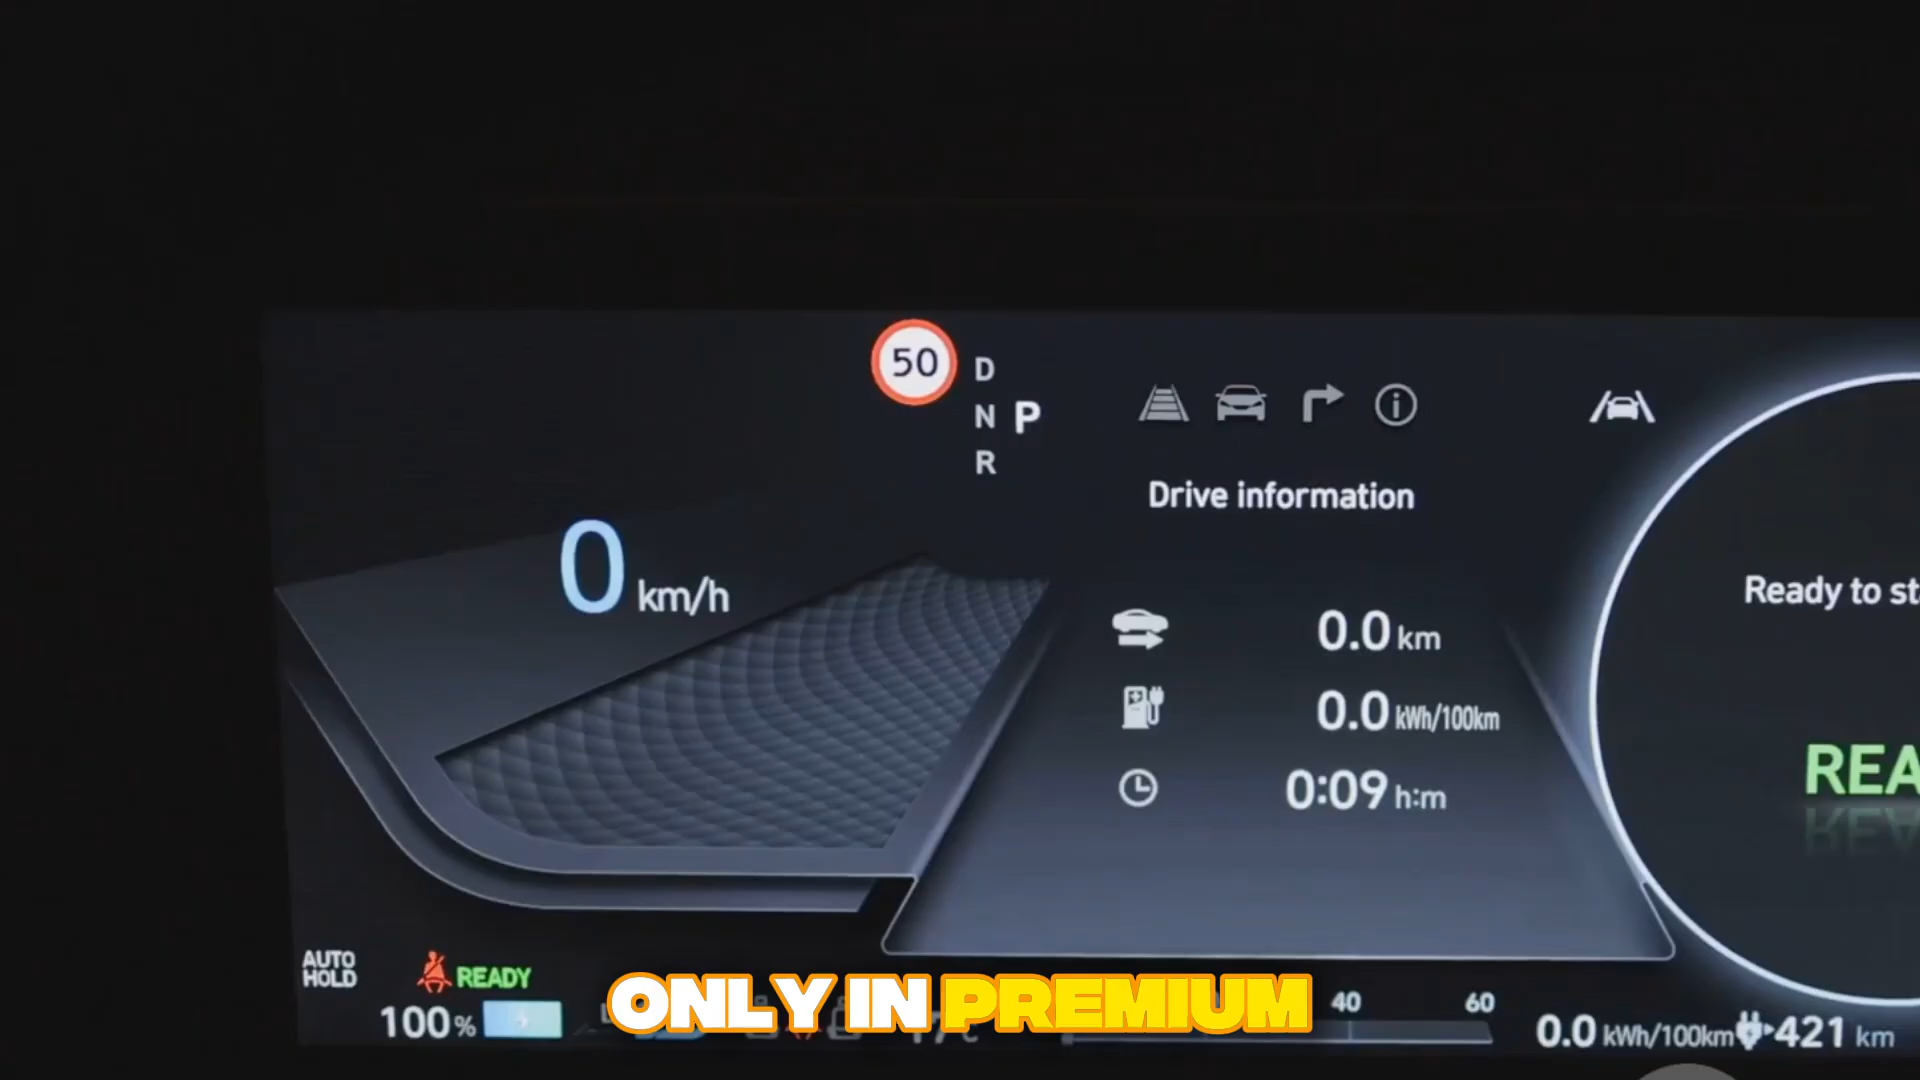 50
D
N P
R
Drive information
0 km/h
0.0 km
0.0 kWh/100km
0:09 h:m
Ready to st
REA
AUTO
HOLD
READY
100%
ONLY IN PREMIUM
40 60
0.0 kWh/100km
421 km